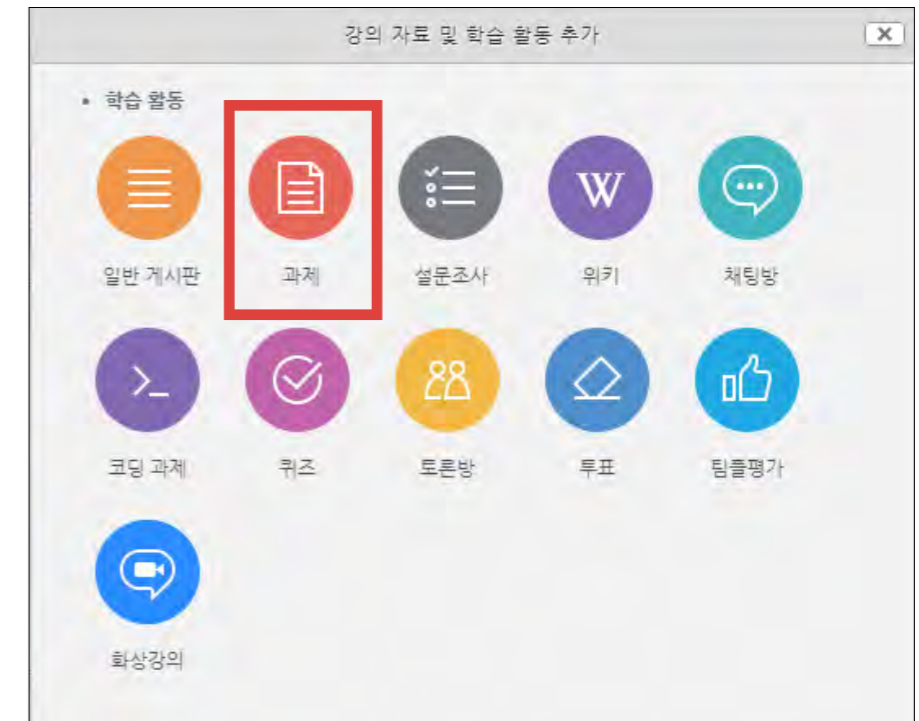 강의 자료 및 학습 활동 추가
• 학습 활동
일반 게시판 과제 설문조사 위키 채팅방
코딩 과제 퀴즈 토론방 투표 팀플평가
화상강의